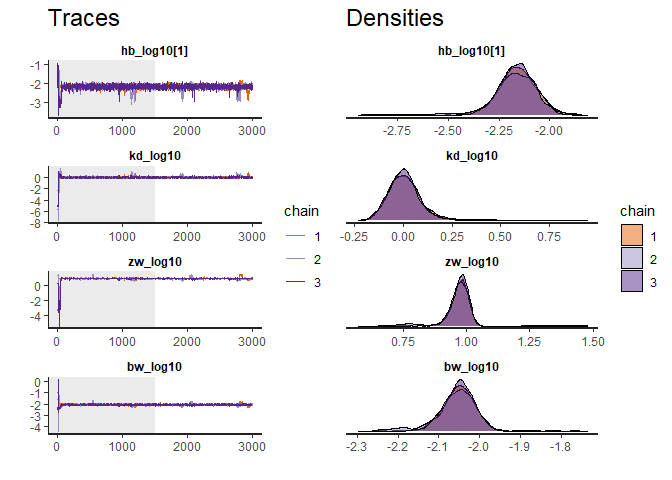 Traces
hb_log10[1]
-1
-2
-3
0 1000 2000 3000
kd_log10
0
-2
-4
-6
-8
0 1000 2000 3000
zw_log10
0
-2
-4
0 1000 2000 3000
bw_log10
0
-1
-2
-3
-4
0 1000 2000 3000
chain
1
2
3
Densities
hb_log10[1]
-2.75 -2.50 -2.25 -2.00
kd_log10
-0.25 0.00 0.25 0.50 0.75
zw_log10
0.75 1.00 1.25 1.50
bw_log10
-2.3 -2.2 -2.1 -2.0 -1.9 -1.8
chain
1
2
3